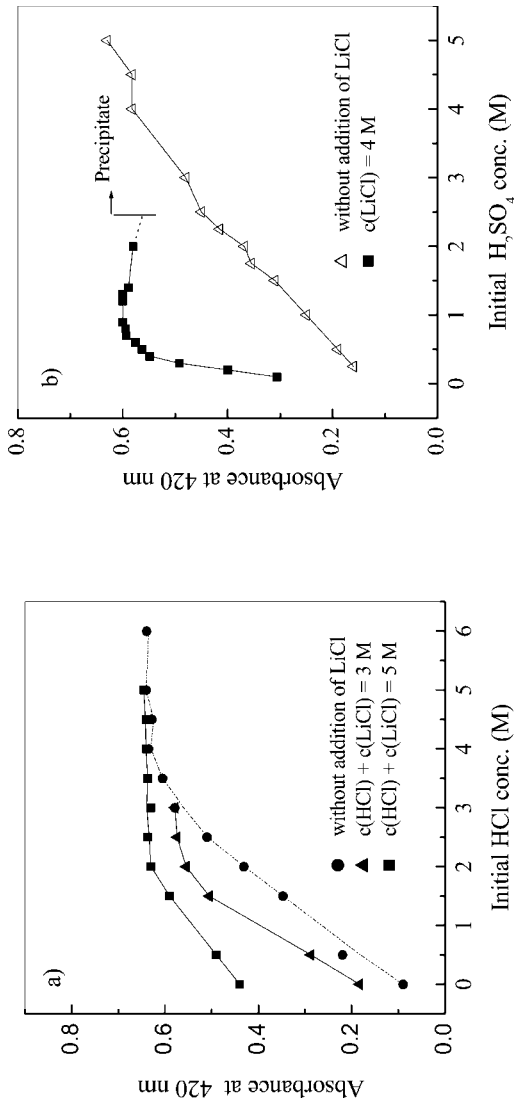 a)
Absorbance at 420 nm
0.8
0.6
0.4
0.2
0.0
without addition of LiCl
c(HCl) + c(LiCl) = 3 M
c(HCl) + c(LiCl) = 5 M
0 1 2 3 4 5 6
Initial HCl conc. (M)
b)
Absorbance at 420 nm
0.8
0.6
0.4
0.2
0.0
Precipitate
without addition of LiCl
c(LiCl) = 4 M
0 1 2 3 4 5
Initial H₂SO₄ conc. (M)